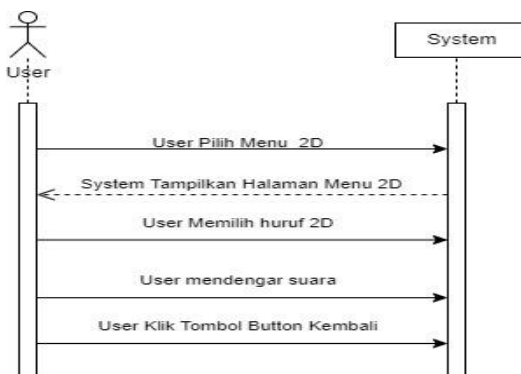 User
System
User Pilih Menu 2D
System Tampilkan Halaman Menu 2D
User Memilih huruf 2D
User mendengar suara
User Klik Tombol Button Kembali